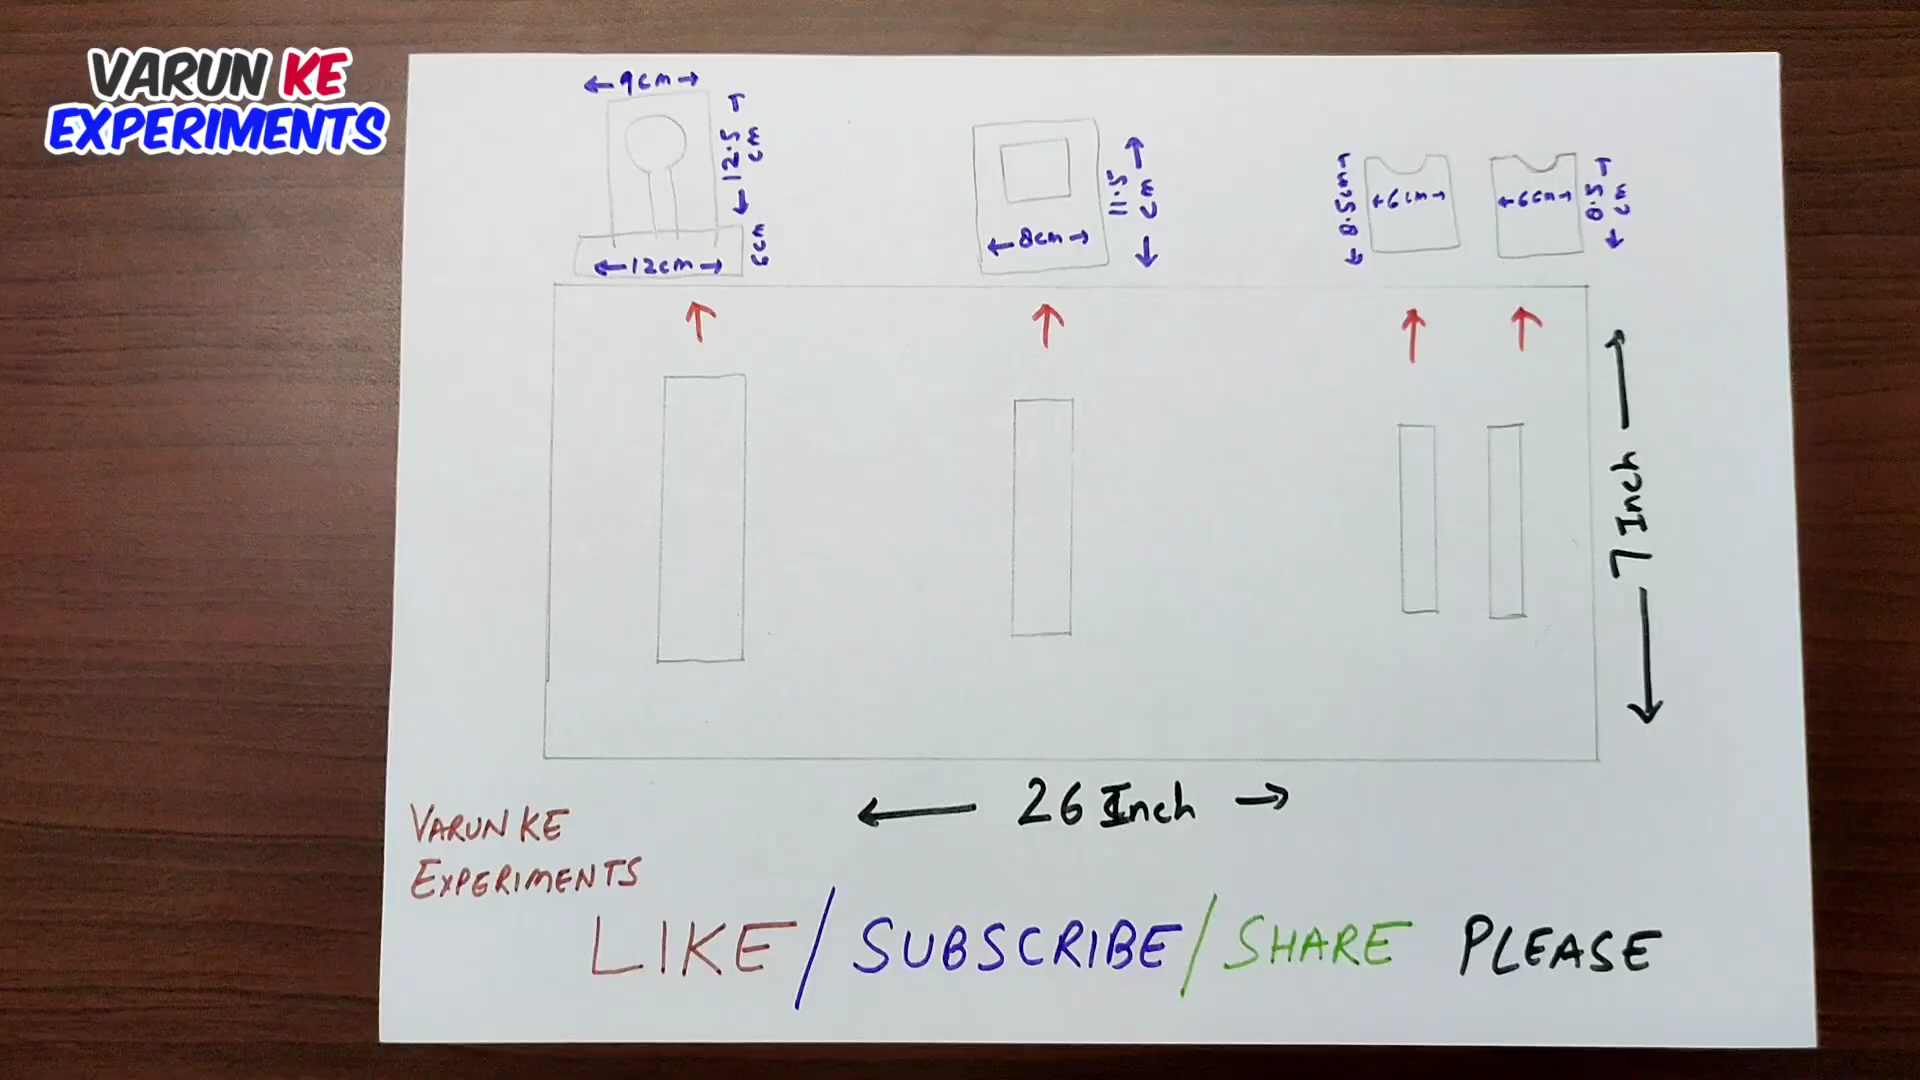 VARUN KE
EXPERIMENTS
9cm
12.5
cm
6cm
12cm
11.5
cm
8cm
8.5cm
6cm
6cm
8.5
cm
7 Inch
26 Inch
VARUN KE
EXPERIMENTS
LIKE/SUBSCRIBE/SHARE PLEASE